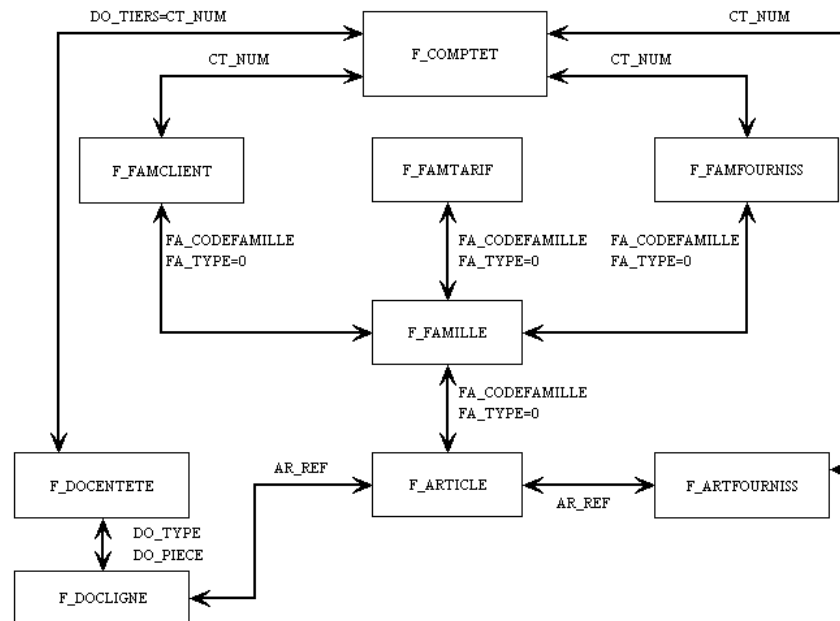 DO_TIERS=CT_NUM
CT_NUM
F_COMPTET
CT_NUM
CT_NUM
F_FAMCLIENT
F_FAMTARIF
F_FAMFOURNISS
FA_CODEFAMILLE
FA_TYPE=0
FA_CODEFAMILLE
FA_TYPE=0
FA_CODEFAMILLE
FA_TYPE=0
F_FAMILLE
FA_CODEFAMILLE
FA_TYPE=0
F_DOCENTETE
AR_REF
F_ARTICLE
F_ARTFOURNISS
AR_REF
DO_TYPE
DO_PIECE
F_DOCLIGNE